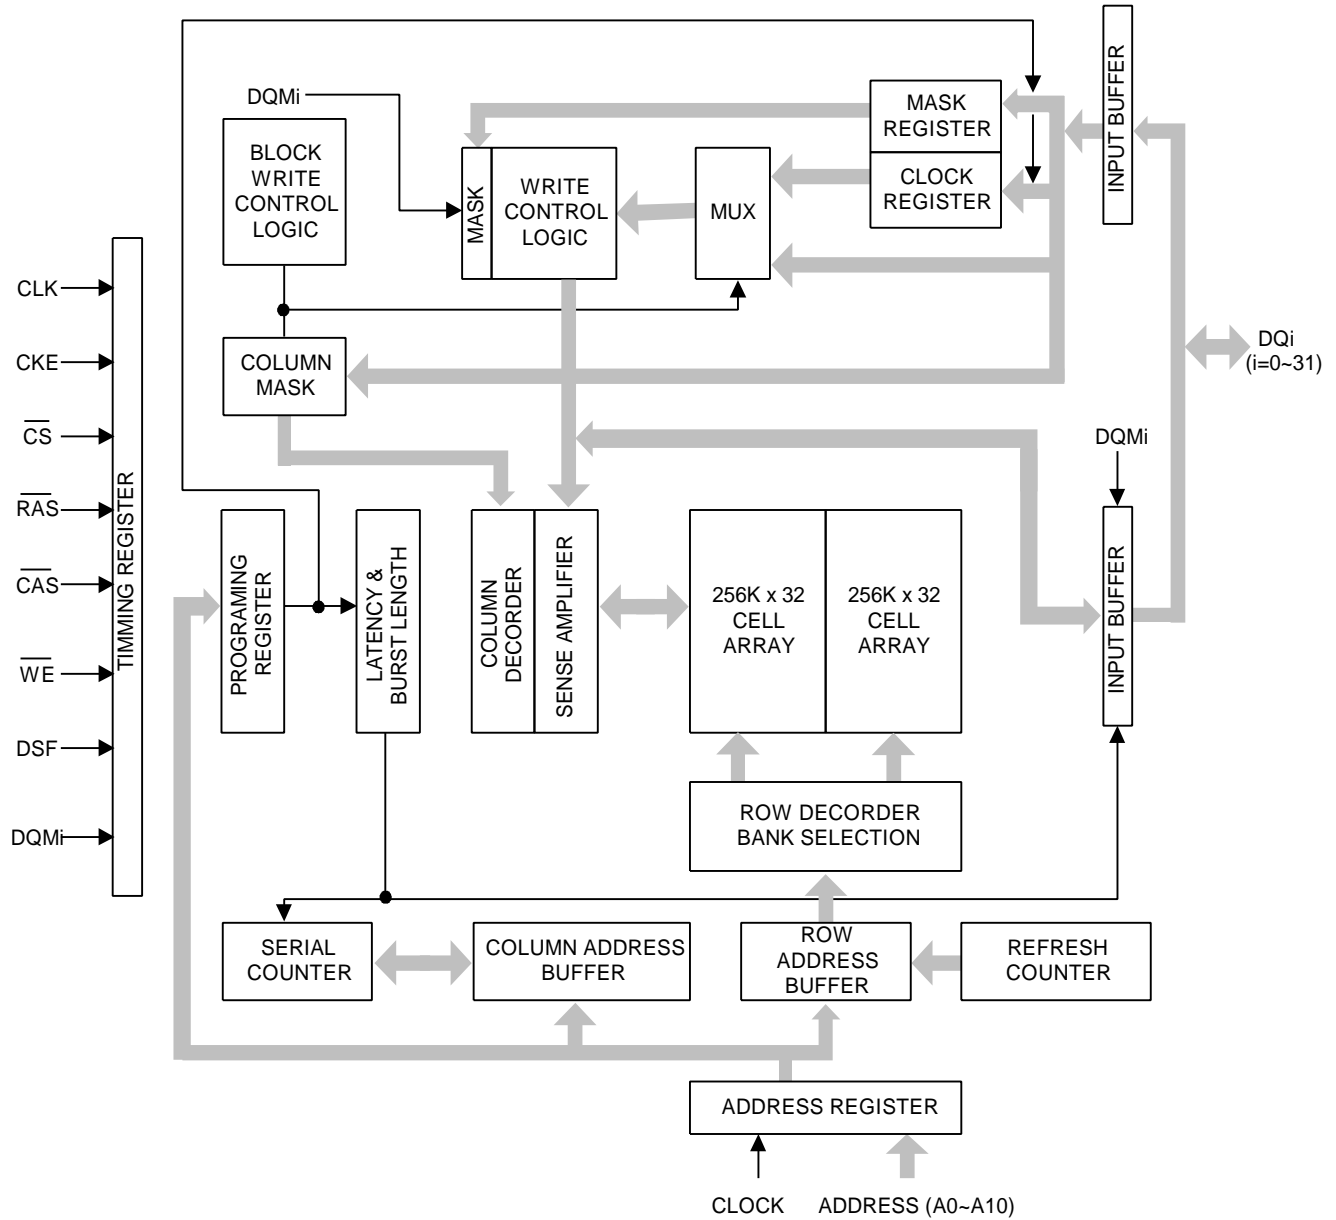 DQMi
BLOCK
WRITE
CONTROL
LOGIC
MASK
WRITE
CONTROL
LOGIC
MUX
MASK
REGISTER
CLOCK
REGISTER
INPUT BUFFER
DQi
(i=0~31)
COLUMN
MASK
TIMMING REGISTER
CLK
CKE
CS
RAS
CAS
WE
DSF
DQMi
PROGRAMING
REGISTER
LATENCY &
BURST LENGTH
COLUMN
DECORDER
SENSE AMPLIFIER
256K x 32
CELL
ARRAY
256K x 32
CELL
ARRAY
DQMi
INPUT BUFFER
ROW DECORDER
BANK SELECTION
SERIAL
COUNTER
COLUMN ADDRESS
BUFFER
ROW
ADDRESS
BUFFER
REFRESH
COUNTER
ADDRESS REGISTER
CLOCK
ADDRESS (A0~A10)